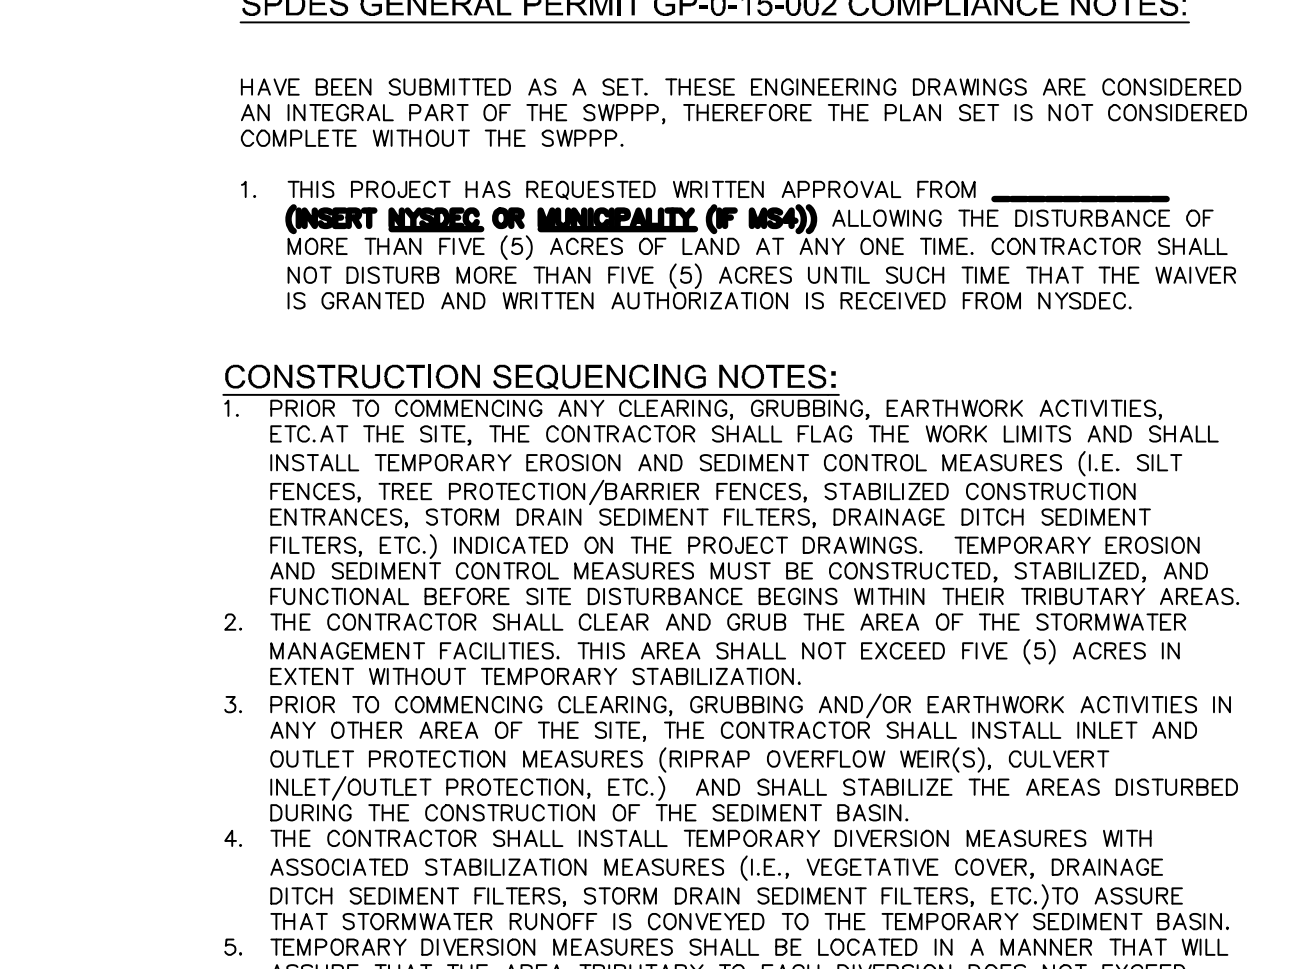 SPDES GENERAL PERMIT GP-0-15-002 COMPLIANCE NOTES:
HAVE BEEN SUBMITTED AS A SET. THESE ENGINEERING DRAWINGS ARE CONSIDERED
AN INTEGRAL PART OF THE SWPPP, THEREFORE THE PLAN SET IS NOT CONSIDERED
COMPLETE WITHOUT THE SWPPP.
1. THIS PROJECT HAS REQUESTED WRITTEN APPROVAL FROM ____________
(INSERT NYSDEC OR MUNICIPALITY (IF MS4)) ALLOWING THE DISTURBANCE OF
MORE THAN FIVE (5) ACRES OF LAND AT ANY ONE TIME. CONTRACTOR SHALL
NOT DISTURB MORE THAN FIVE (5) ACRES UNTIL SUCH TIME THAT THE WAIVER
IS GRANTED AND WRITTEN AUTHORIZATION IS RECEIVED FROM NYSDEC.
CONSTRUCTION SEQUENCING NOTES:
1. PRIOR TO COMMENCING ANY CLEARING, GRUBBING, EARTHWORK ACTIVITIES,
ETC.AT THE SITE, THE CONTRACTOR SHALL FLAG THE WORK LIMITS AND SHALL
INSTALL TEMPORARY EROSION AND SEDIMENT CONTROL MEASURES (I.E. SILT
FENCES, TREE PROTECTION/BARRIER FENCES, STABILIZED CONSTRUCTION
ENTRANCES, STORM DRAIN SEDIMENT FILTERS, DRAINAGE DITCH SEDIMENT
FILTERS, ETC.) INDICATED ON THE PROJECT DRAWINGS. TEMPORARY EROSION
AND SEDIMENT CONTROL MEASURES MUST BE CONSTRUCTED, STABILIZED, AND
FUNCTIONAL BEFORE SITE DISTURBANCE BEGINS WITHIN THEIR TRIBUTARY AREAS.
2. THE CONTRACTOR SHALL CLEAR AND GRUB THE AREA OF THE STORMWATER
MANAGEMENT FACILITIES. THIS AREA SHALL NOT EXCEED FIVE (5) ACRES IN
EXTENT WITHOUT TEMPORARY STABILIZATION.
3. PRIOR TO COMMENCING CLEARING, GRUBBING AND/OR EARTHWORK ACTIVITIES IN
ANY OTHER AREA OF THE SITE, THE CONTRACTOR SHALL INSTALL INLET AND
OUTLET PROTECTION MEASURES (RIPRAP OVERFLOW WEIR(S), CULVERT
INLET/OUTLET PROTECTION, ETC.) AND SHALL STABILIZE THE AREAS DISTURBED
DURING THE CONSTRUCTION OF THE SEDIMENT BASIN.
4. THE CONTRACTOR SHALL INSTALL TEMPORARY DIVERSION MEASURES WITH
ASSOCIATED STABILIZATION MEASURES (I.E., VEGETATIVE COVER, DRAINAGE
DITCH SEDIMENT FILTERS, STORM DRAIN SEDIMENT FILTERS, ETC.)TO ASSURE
THAT STORMWATER RUNOFF IS CONVEYED TO THE TEMPORARY SEDIMENT BASIN.
5. TEMPORARY DIVERSION MEASURES SHALL BE LOCATED IN A MANNER THAT WILL
ASSURE THAT THE AREA TRIBUTARY TO EACH DIVERSION DOES NOT EXCEED